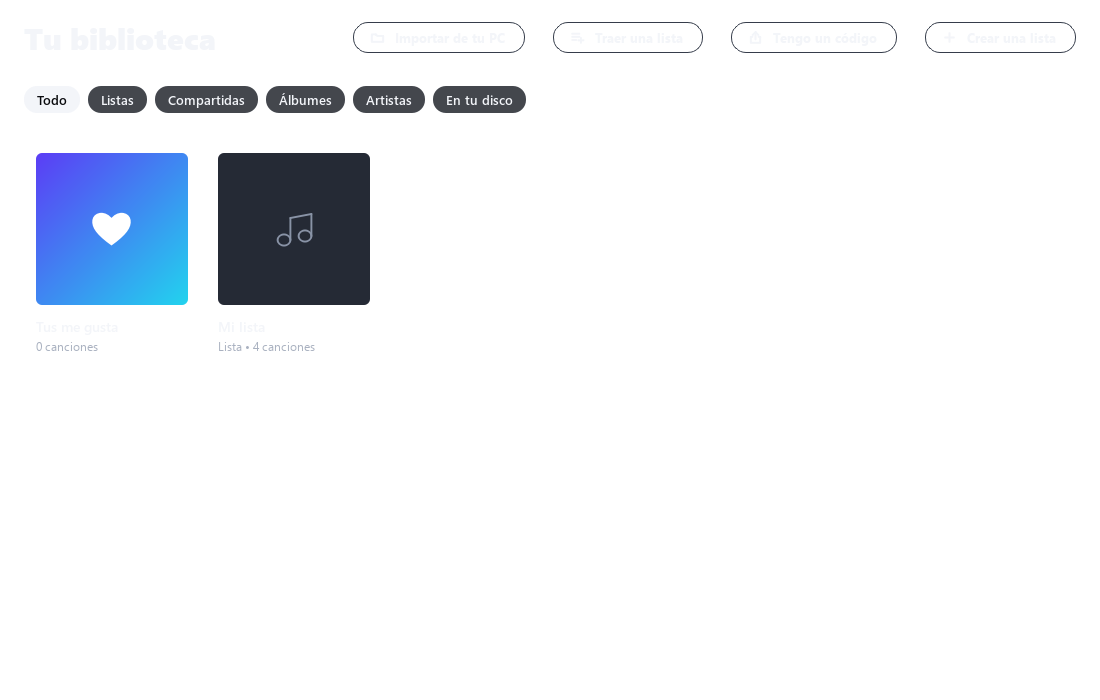 Tu biblioteca
Importar de tu PC
Traer una lista
Tengo un código
Crear una lista
Todo
Listas
Compartidas
Álbumes
Artistas
En tu disco
Tus me gusta
0 canciones
Mi lista
Lista • 4 canciones